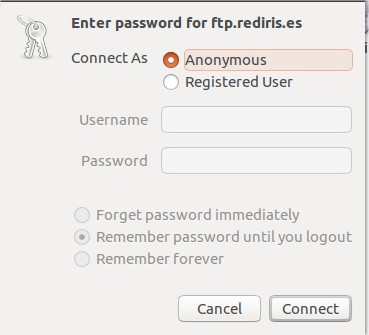 Enter password for ftp.rediris.es
Connect As
Anonymous
Registered User
Username
Password
Forget password immediately
Remember password until you logout
Remember forever
Cancel
Connect